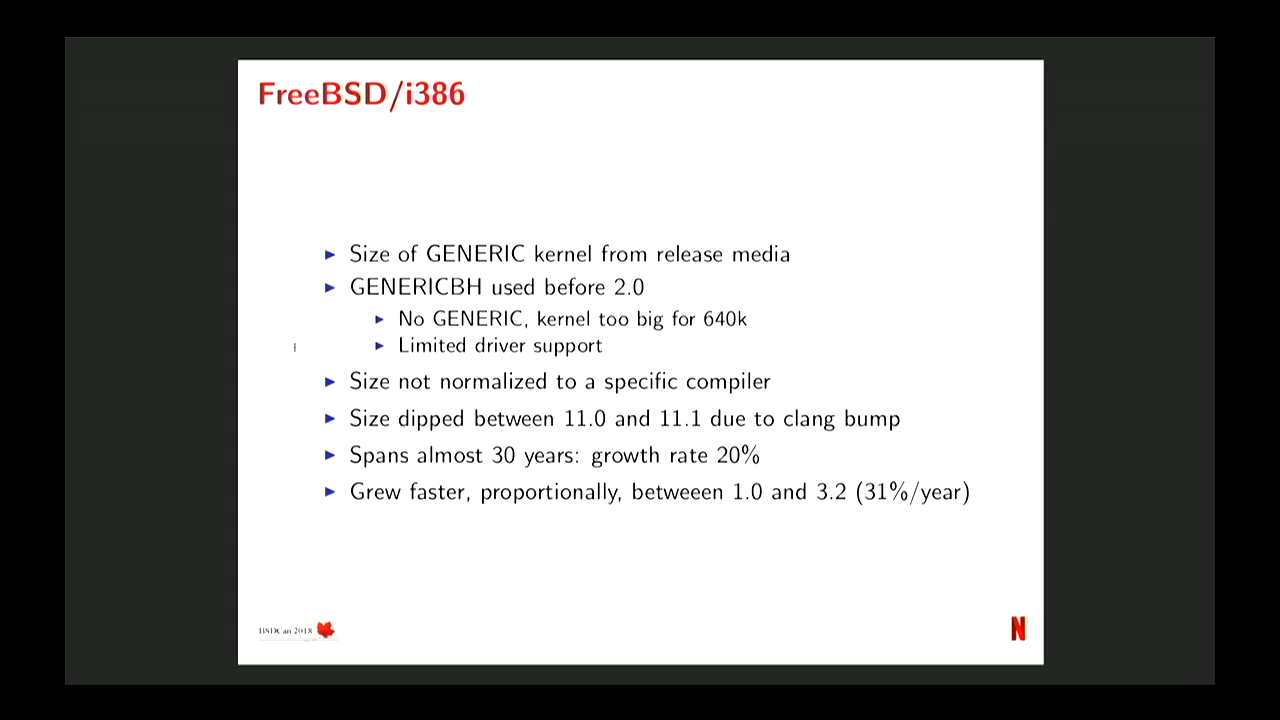 FreeBSD/i386
Size of GENERIC kernel from release media
GENERICBH used before 2.0
No GENERIC, kernel too big for 640k
Limited driver support
Size not normalized to a specific compiler
Size dipped between 11.0 and 11.1 due to clang bump
Spans almost 30 years: growth rate 20%
Grew faster, proportionally, betweeen 1.0 and 3.2 (31%/year)
BSDCan 2018
N